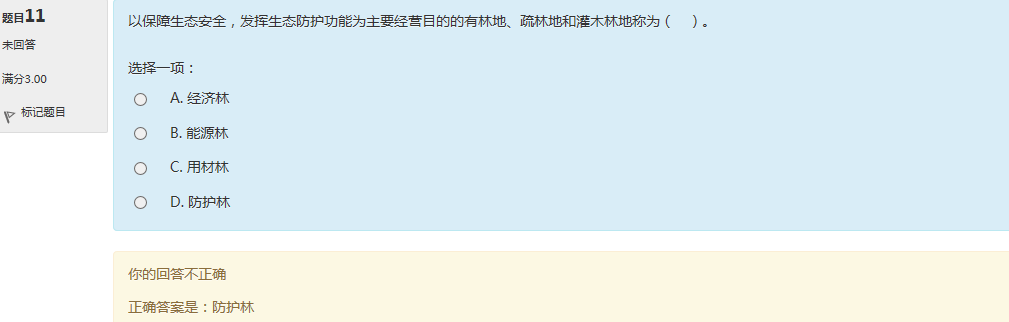 题目11
未回答
满分3.00
标记题目
以保障生态安全，发挥生态防护功能为主要经营目的的有林地、疏林地和灌木林地称为（　）。
选择一项：
A. 经济林
B. 能源林
C. 用材林
D. 防护林
你的回答不正确
正确答案是：防护林